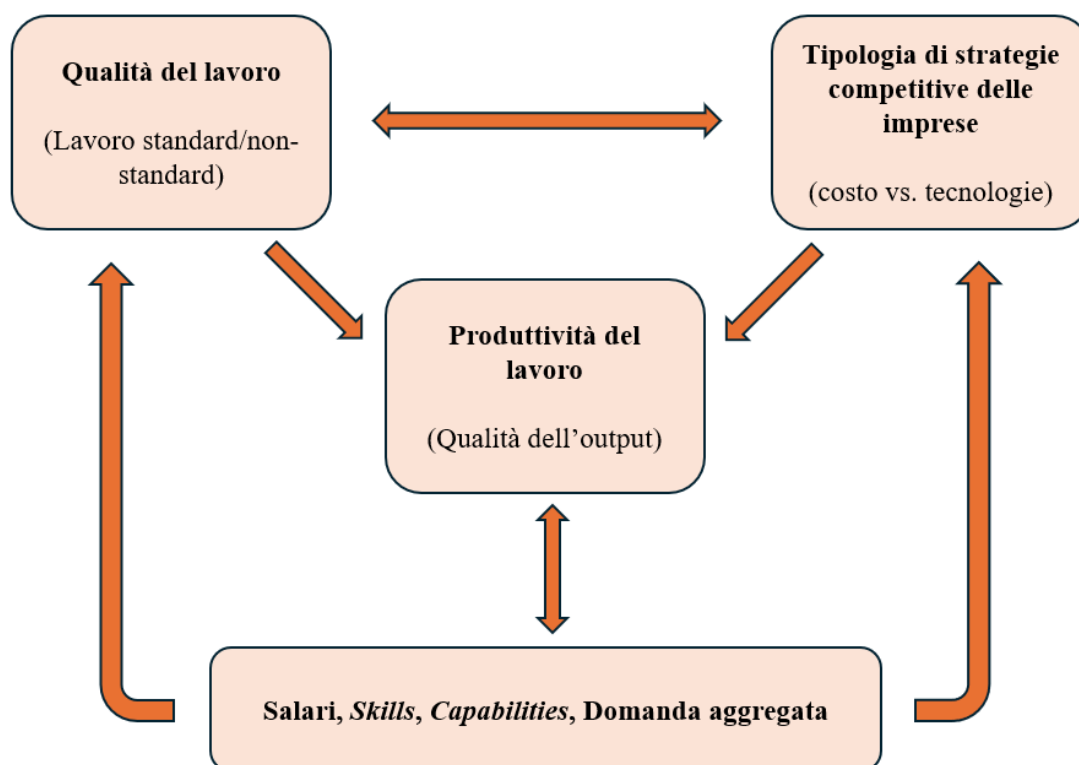 Qualità del lavoro
(Lavoro standard/non-
standard)
Tipologia di strategie
competitive delle
imprese
(costo vs. tecnologie)
Produttività del
lavoro
(Qualità dell’output)
Salari, Skills, Capabilities, Domanda aggregata